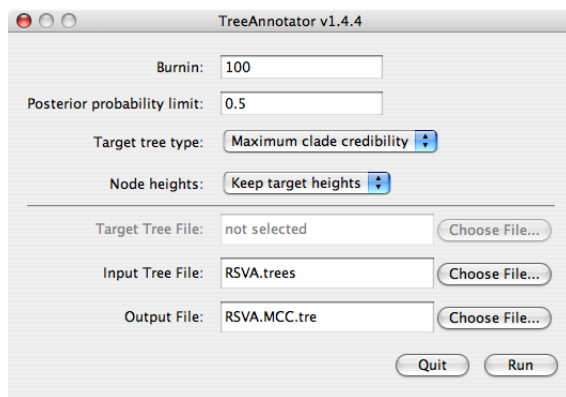 TreeAnnotator v1.4.4
Burnin: 100
Posterior probability limit: 0.5
Target tree type: Maximum clade credibility
Node heights: Keep target heights
Target Tree File: not selected Choose File...
Input Tree File: RSVA.trees Choose File...
Output File: RSVA.MCC.tre Choose File...
Quit Run